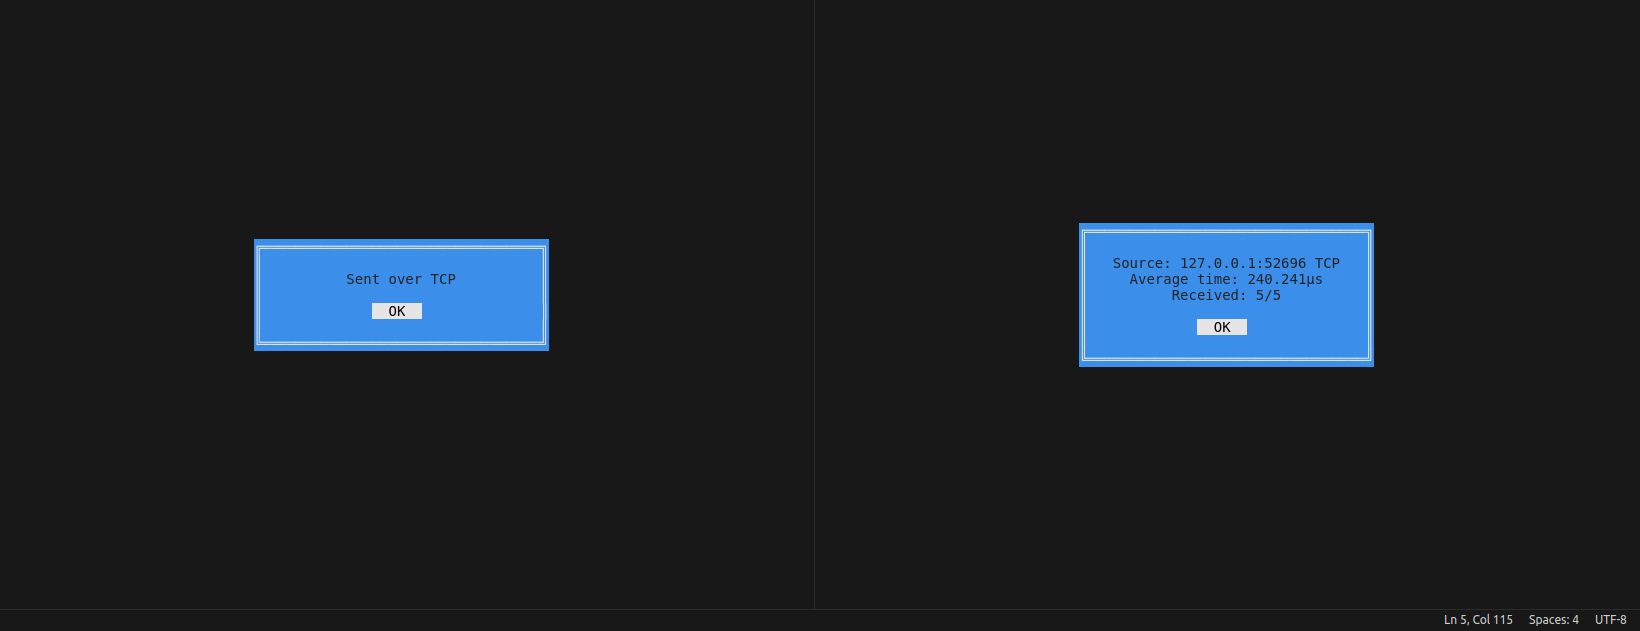 Sent over TCP
OK
Source: 127.0.0.1:52696 TCP
Average time: 240.241µs
Received: 5/5
OK
Ln 5, Col 115 Spaces: 4 UTF-8